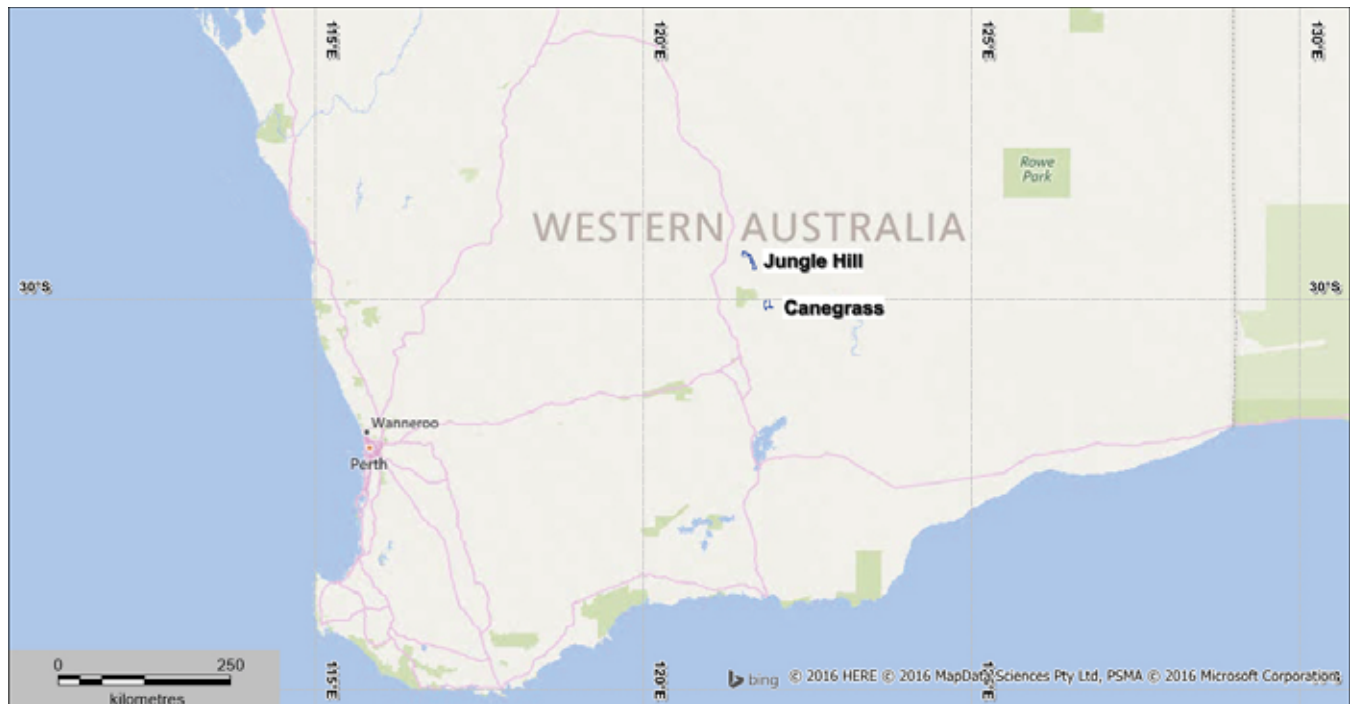 115°E
120°E
125°E
130°E
Rowe
Park
WESTERN AUSTRALIA
Jungle Hill
30°S
30°S
Canegrass
Wanneroo
Perth
0 250
kilometres
115°E
120°E
bing © 2016 HERE © 2016 MapData Sciences Pty Ltd, PSMA © 2016 Microsoft Corporation